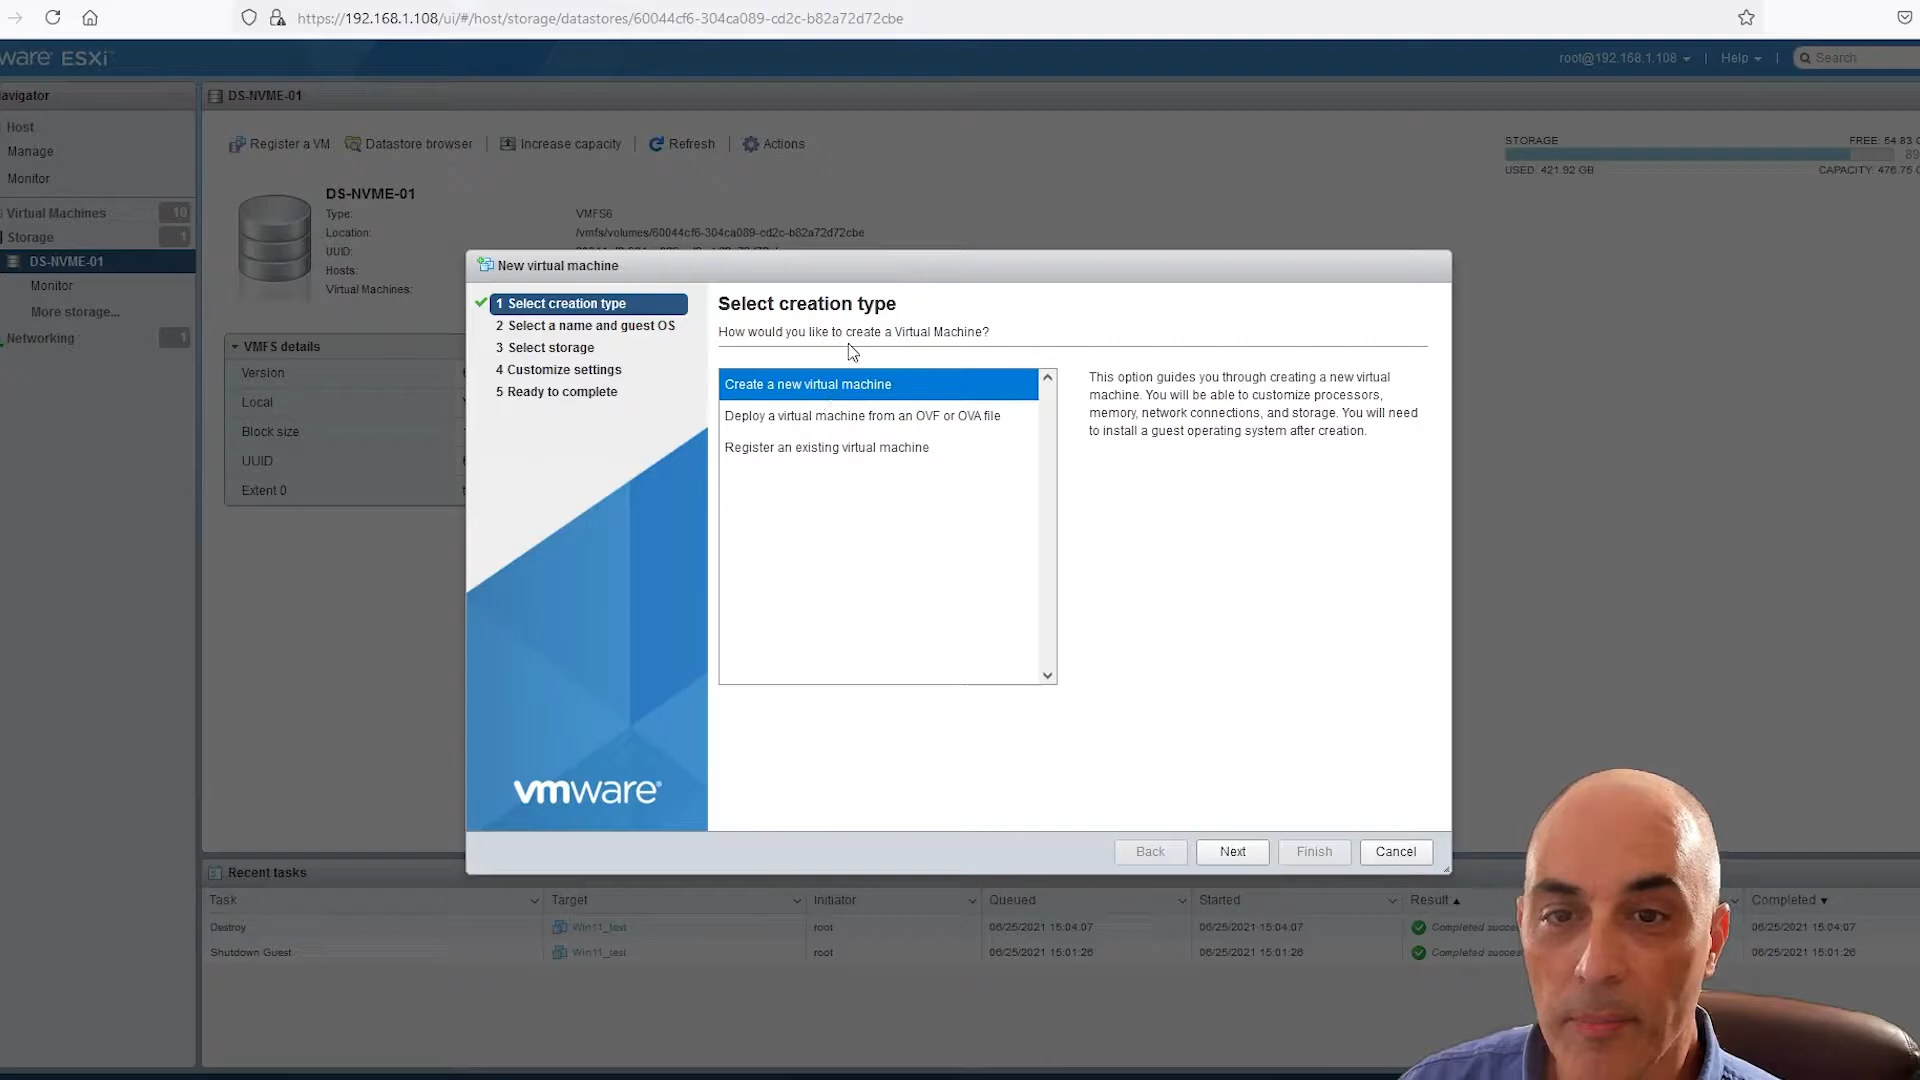 https://192.168.1.108/ui/#/host/storage/datastores/60044cf6-304ca089-cd2c-b82a72d72cbe
ware ESXi
root@192.168.1.108
Help
Search
avigator
DS-NVME-01
Host
Manage
Monitor
Virtual Machines 10
Storage 1
DS-NVME-01
Monitor
More storage...
Networking 1
Register a VM
Datastore browser
Increase capacity
Refresh
Actions
STORAGE
FREE: 54.83
USED: 421.92 GB
CAPACITY: 476.75
DS-NVME-01
Type: VMFS6
Location: /vmfs/volumes/60044cf6-304ca089-cd2c-b82a72d72cbe
UUID:
Hosts:
Virtual Machines:
VMFS details
Version
Local
Block size
UUID
Extent 0
New virtual machine
1 Select creation type
2 Select a name and guest OS
3 Select storage
4 Customize settings
5 Ready to complete
vmware
Select creation type
How would you like to create a Virtual Machine?
Create a new virtual machine
Deploy a virtual machine from an OVF or OVA file
Register an existing virtual machine
This option guides you through creating a new virtual
machine. You will be able to customize processors,
memory, network connections, and storage. You will need
to install a guest operating system after creation.
Back
Next
Finish
Cancel
Recent tasks
Task Target Initiator Queued Started Result Completed
Destroy Win11_test root 06/25/2021 15:04:07 06/25/2021 15:04:07 Completed succe 06/25/2021 15:04:07
Shutdown Guest Win11_test root 06/25/2021 15:01:26 06/25/2021 15:01:26 Completed succes 06/25/2021 15:01:26